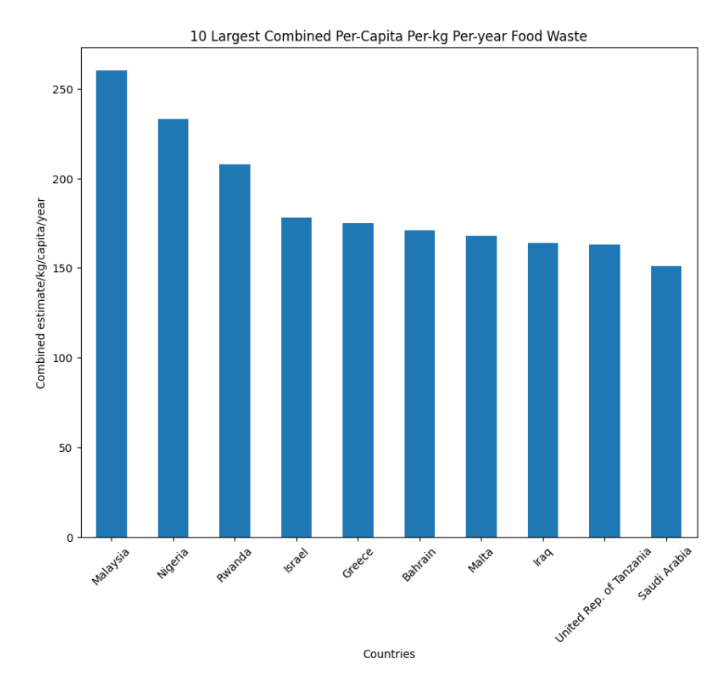 10 Largest Combined Per-Capita Per-kg Per-year Food Waste
Combined estimate/kg/capita/year
250
200
150
100
50
0
Malaysia
Nigeria
Rwanda
Israel
Greece
Bahrain
Malta
Iraq
United Rep. of Tanzania
Saudi Arabia
Countries